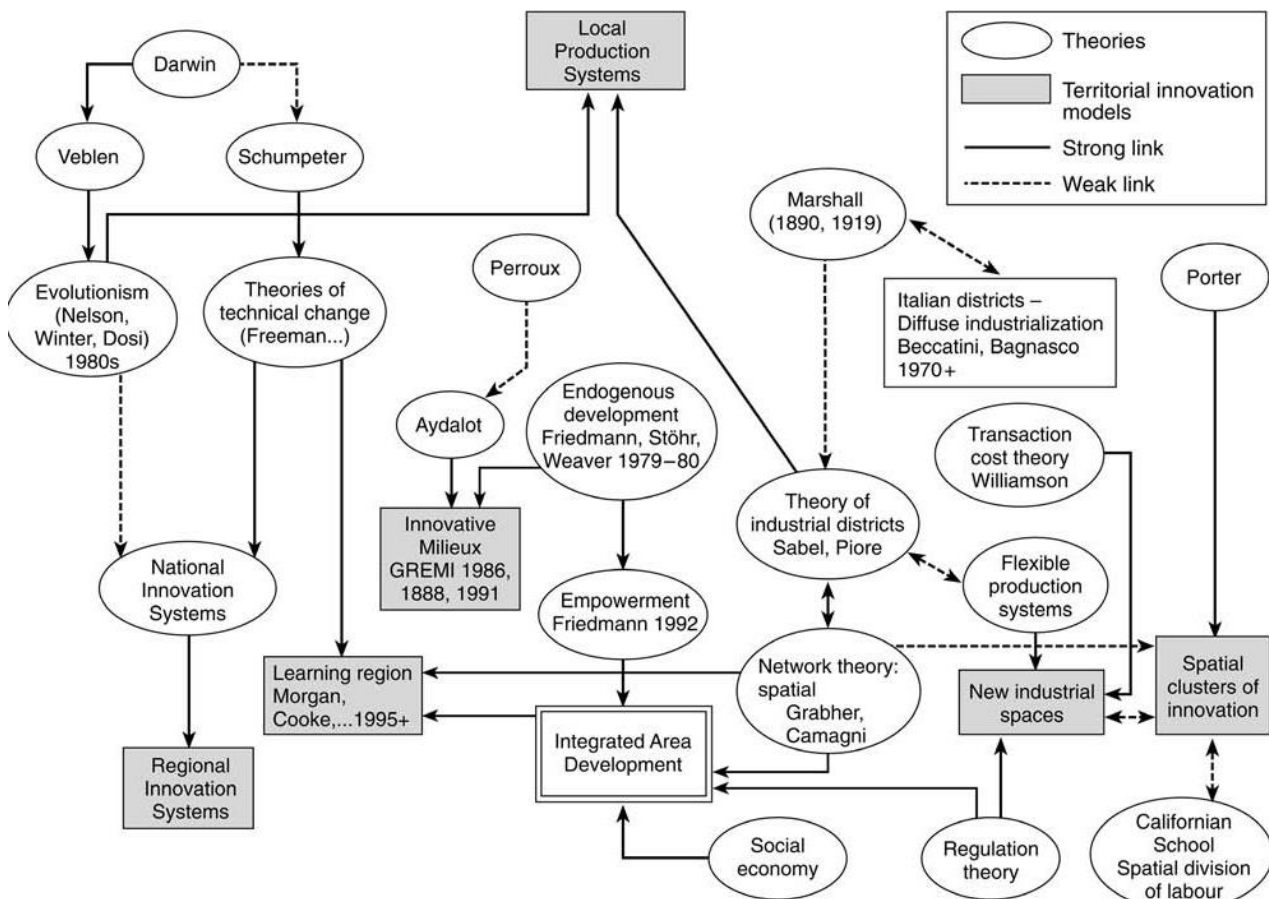 Local
Production
Systems
Theories
Territorial innovation
models
Strong link
Weak link
Darwin
Veblen
Schumpeter
Marshall
(1890, 1919)
Perroux
Porter
Evolutionism
(Nelson,
Winter, Dosi)
1980s
Theories of
technical change
(Freeman...)
Italian districts –
Diffuse industrialization
Beccatini, Bagnasco
1970+
Aydalot
Endogenous
development
Friedmann, Stöhr,
Weaver 1979–80
Transaction
cost theory
Williamson
Theory of
industrial districts
Sabel, Piore
Innovative
Milieux
GREMI 1986,
1888, 1991
National
Innovation
Systems
Empowerment
Friedmann 1992
Flexible
production
systems
Learning region
Morgan,
Cooke,...1995+
Network theory:
spatial
Grabher,
Camagni
New industrial
spaces
Spatial
clusters of
innovation
Integrated Area
Development
Regional
Innovation
Systems
Social
economy
Regulation
theory
Californian
School
Spatial division
of labour